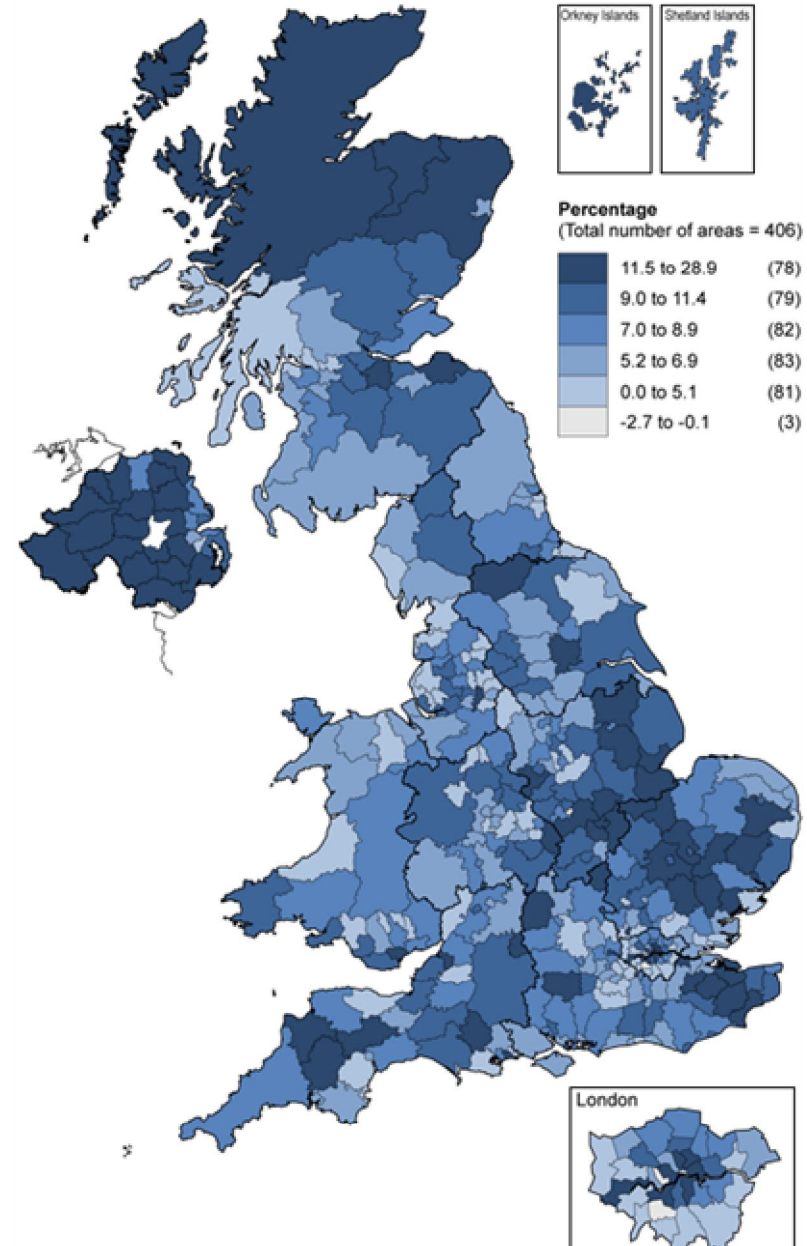 Orkney Islands
Shetland Islands
Percentage
(Total number of areas = 406)
11.5 to 28.9 (78)
9.0 to 11.4 (79)
7.0 to 8.9 (82)
5.2 to 6.9 (83)
0.0 to 5.1 (81)
-2.7 to -0.1 (3)
London